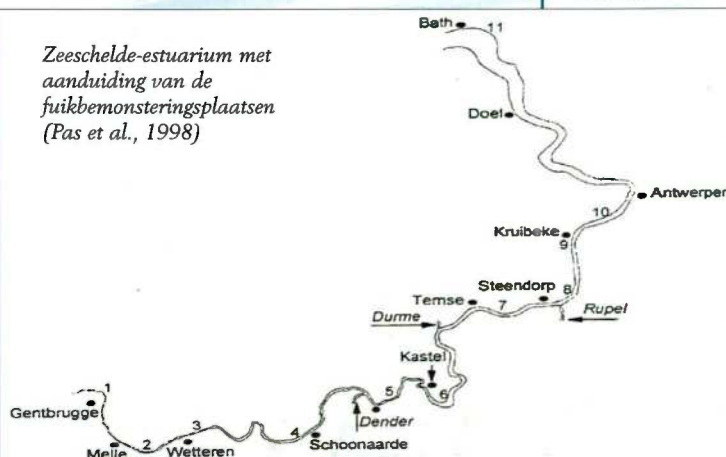 Zeeschelde-estuarium met
aanduiding van de
fuikbemonsteringsplaatsen
(Pas et al., 1998)
Bath
11
Doel
Antwerpen
10
Kruibeke
9
Steendorp
8
Temse
7
Rupel
Durme
Kastel
6
5
1
Gentbrugge
Dender
3
4
Schoonaarde
2
Melle
Wetteren